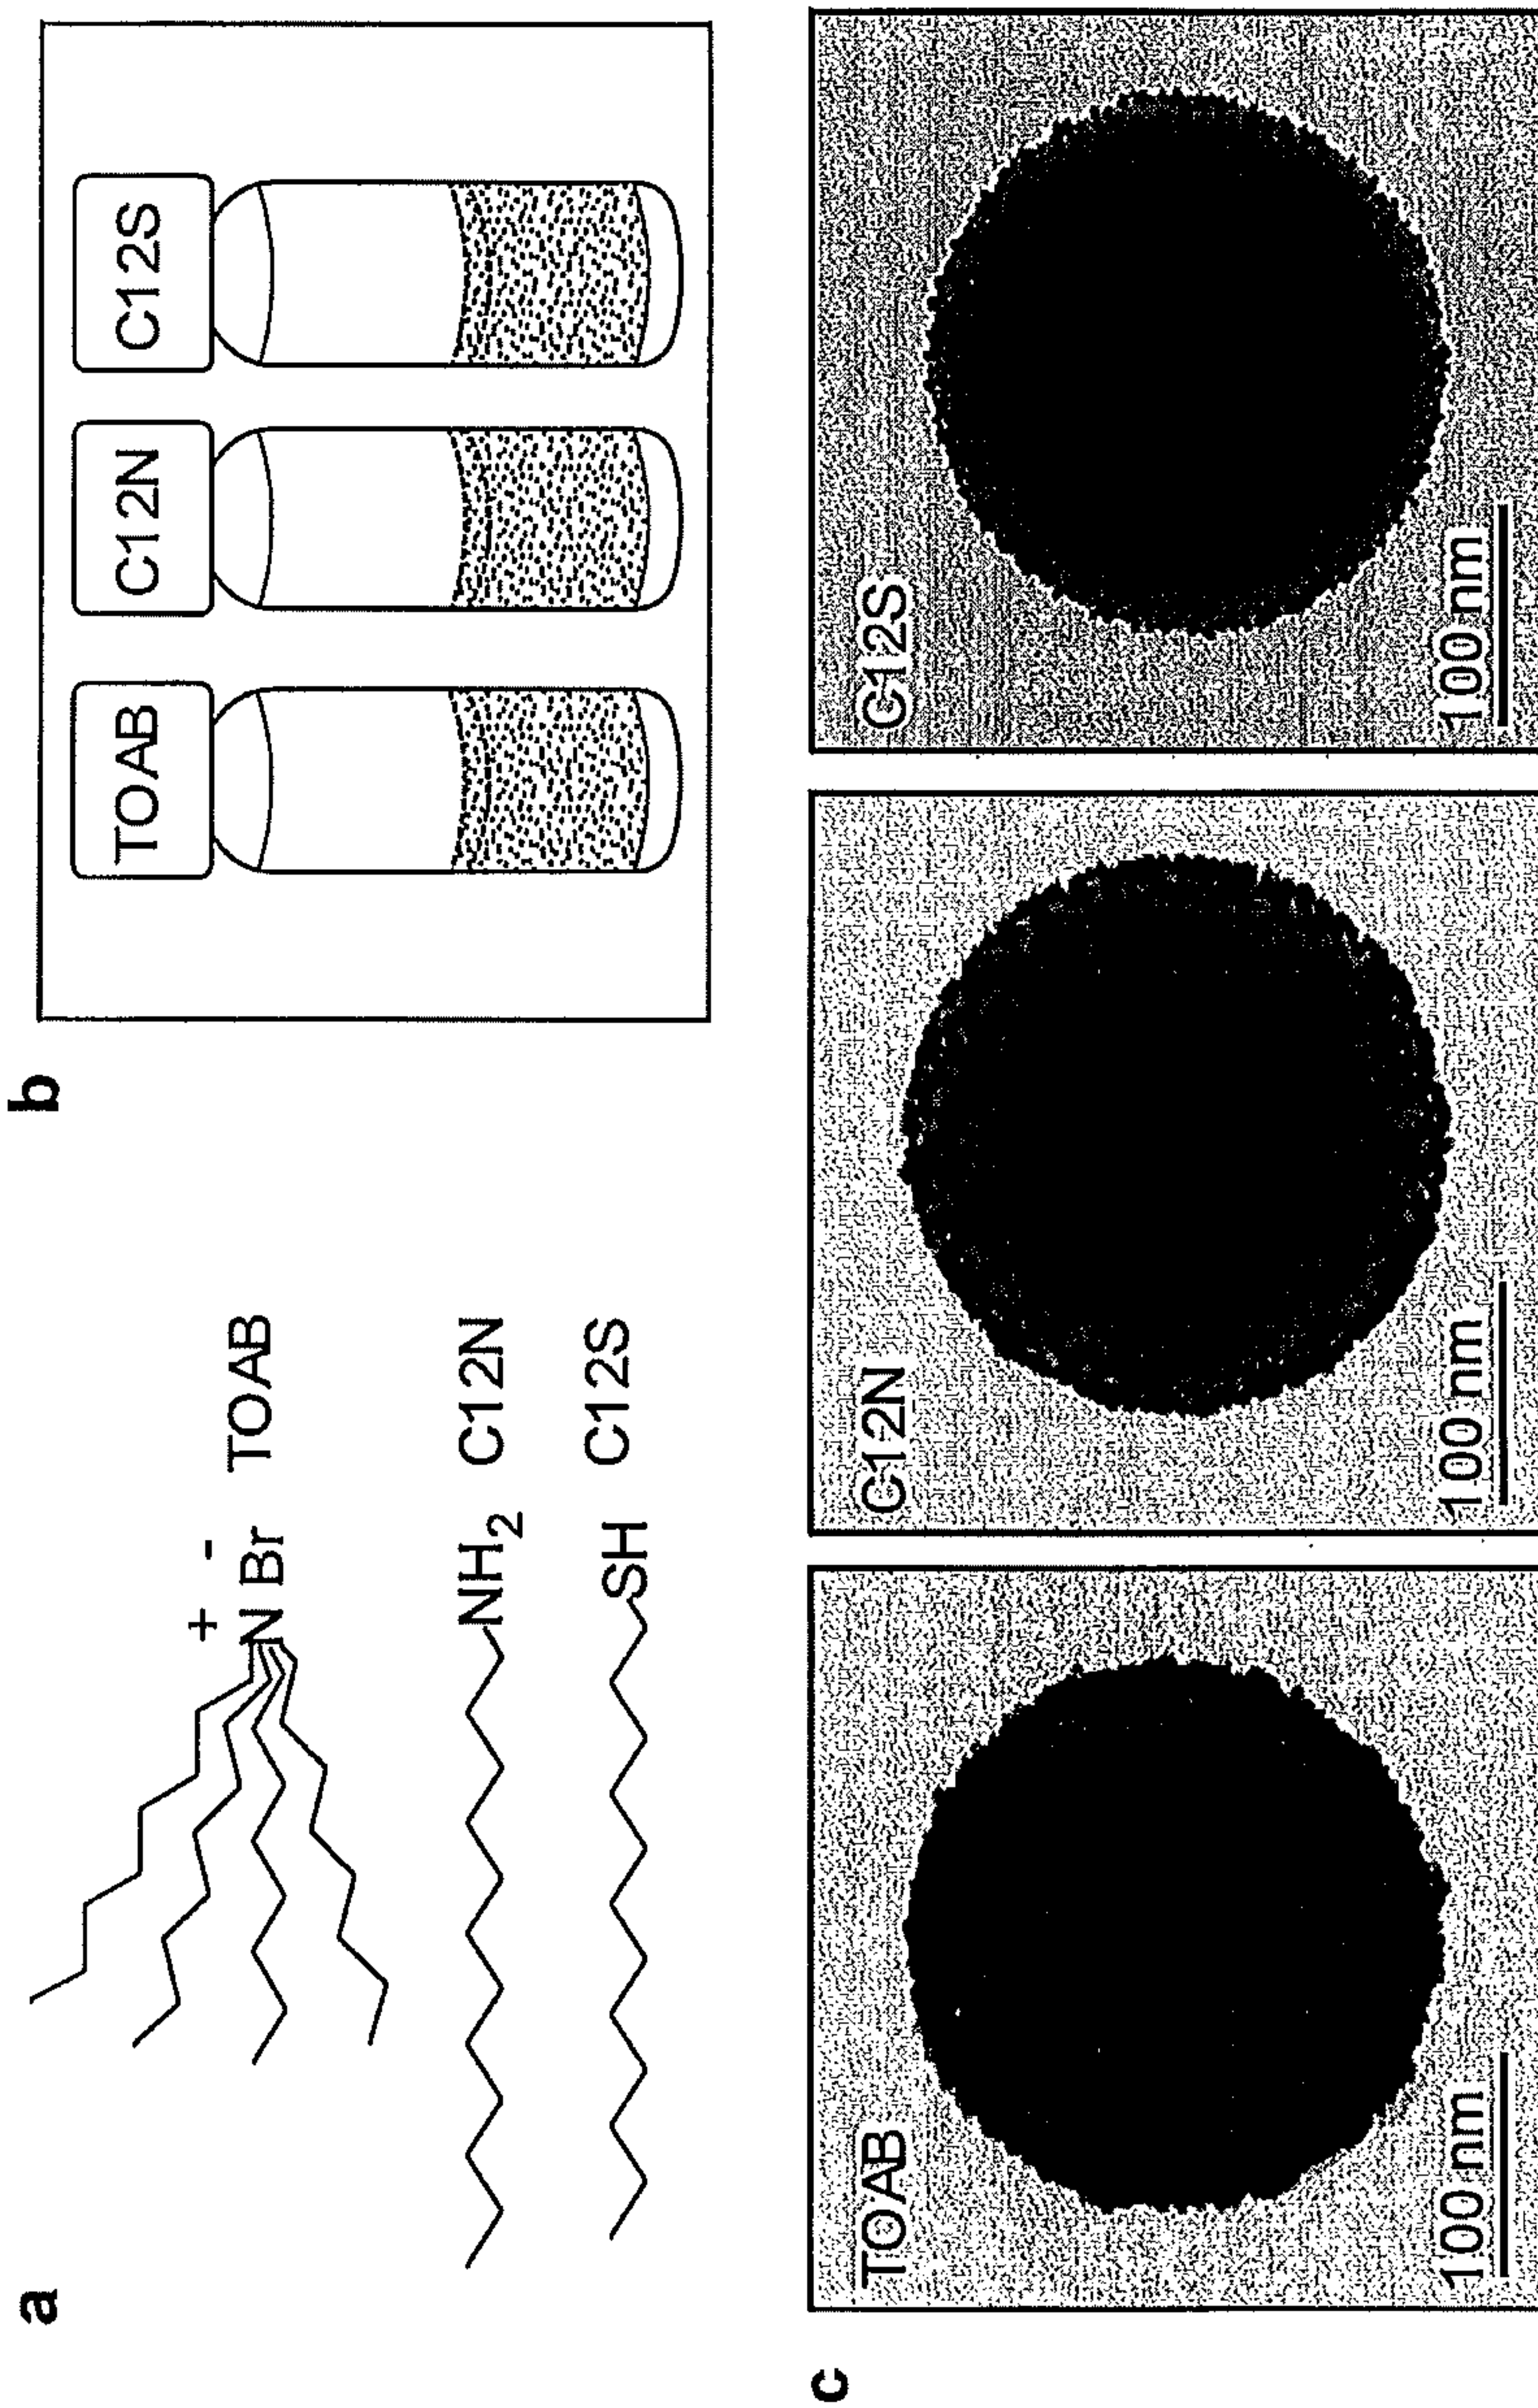 a
+ -
N Br TOAB
NH2 C12N
SH C12S
b
TOAB C12N C12S
c
TOAB
100 nm
C12N
100 nm
C12S
100 nm